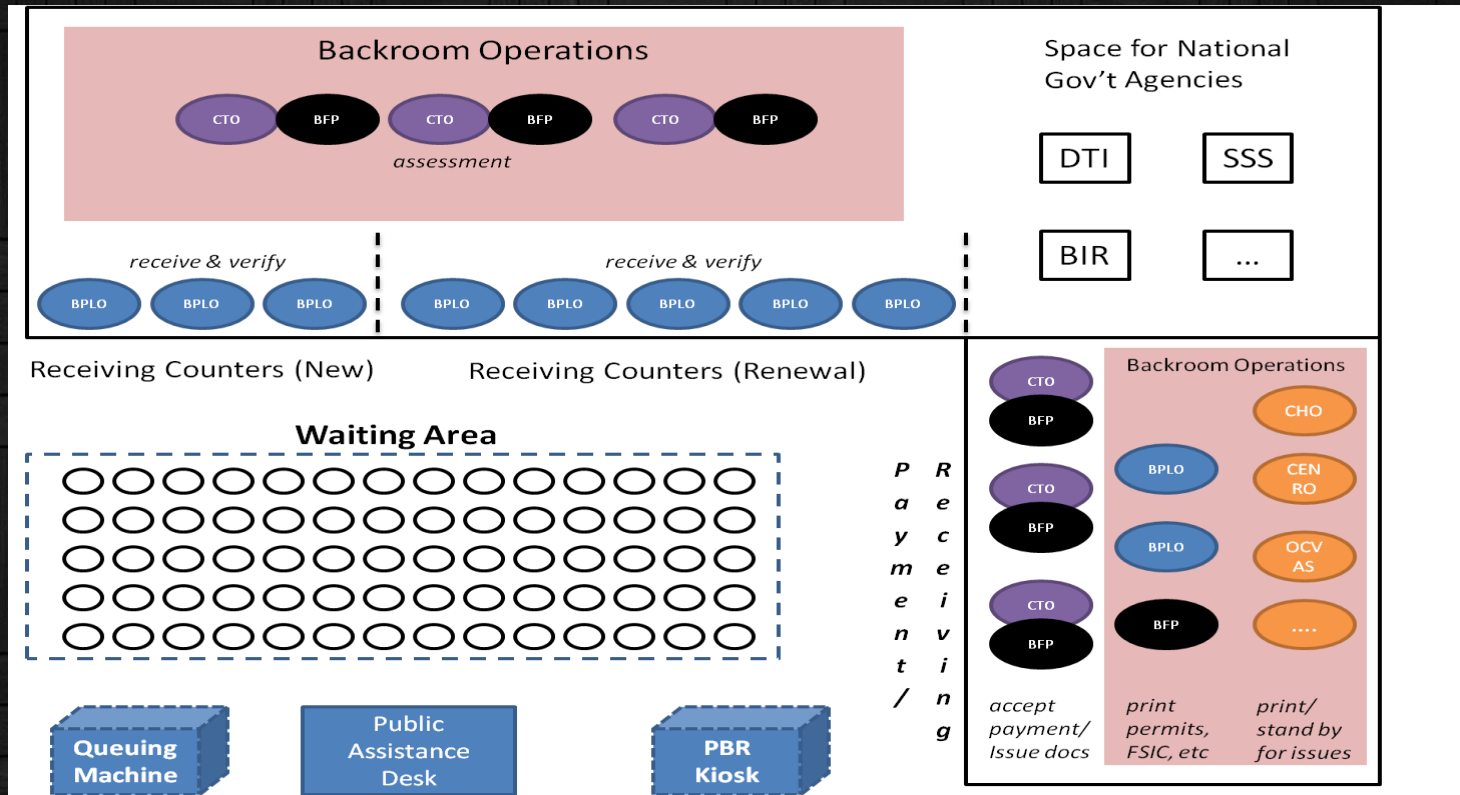 Backroom Operations
CTO BFP CTO BFP CTO BFP
assessment
Space for National
Gov't Agencies
DTI SSS
BIR ...
receive & verify receive & verify
BPLO BPLO BPLO BPLO BPLO BPLO BPLO BPLO
Receiving Counters (New) Receiving Counters (Renewal)
Waiting Area
Queuing
Machine
Public
Assistance
Desk
PBR
Kiosk
Payment/
Receiving
CTO
BFP
CTO
BFP
CTO
BFP
accept
payment/
Issue docs
Backroom Operations
BPLO
BPLO
BFP
print
permits,
FSIC, etc
CHO
CEN
RO
OCV
AS
....
print/
stand by
for issues